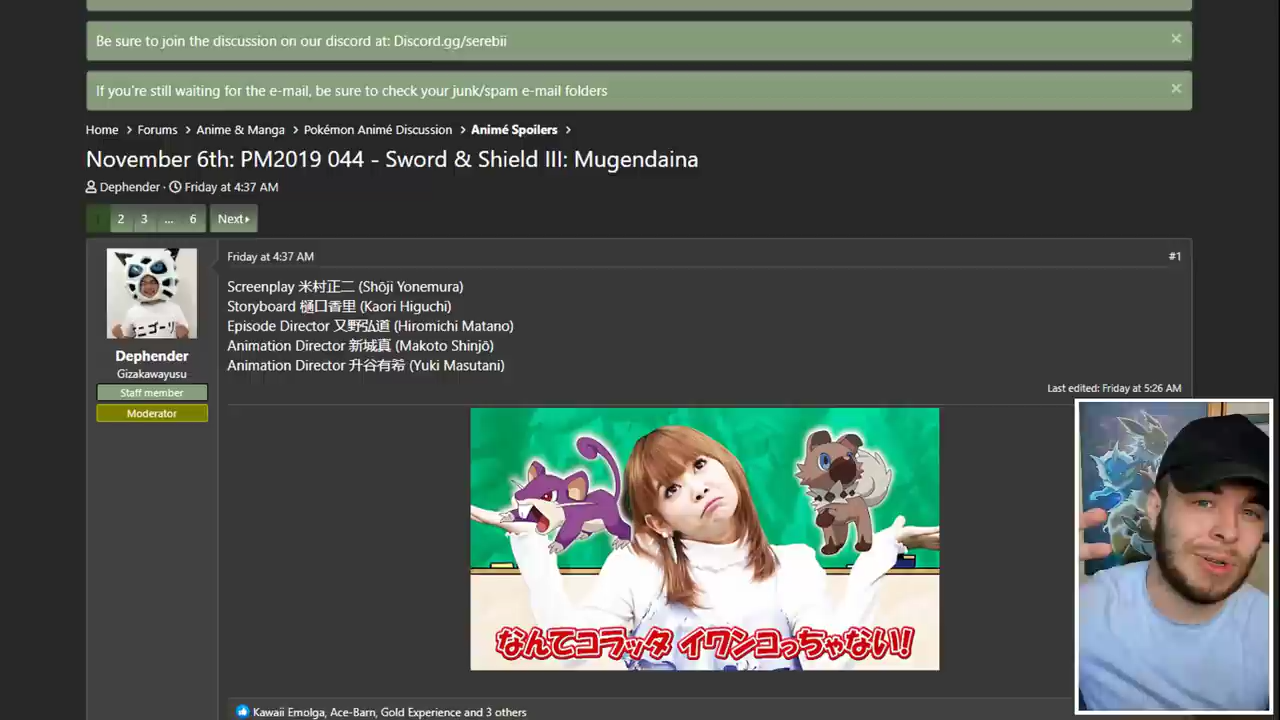 Be sure to join the discussion on our discord at: Discord.gg/serebii
If you're still waiting for the e-mail, be sure to check your junk/spam e-mail folders
Home > Forums > Anime & Manga > Pokémon Animé Discussion > Animé Spoilers >
November 6th: PM2019 044 - Sword & Shield III: Mugendaina
Dephender · Friday at 4:37 AM
1 2 3 ... 6 Next
Friday at 4:37 AM #1
Screenplay 米村正二 (Shōji Yonemura)
Storyboard 樋口香里 (Kaori Higuchi)
Episode Director 又野弘道 (Hiromichi Matano)
Animation Director 新城真 (Makoto Shinjō)
Animation Director 升谷有希 (Yuki Masutani)
Last edited: Friday at 5:26 AM
Dephender
Gizakawayusu
Staff member
Moderator
なんてコラッタ イワンコっちゃない!
Kawaii Emolga, Ace-Barn, Gold Experience and 3 others